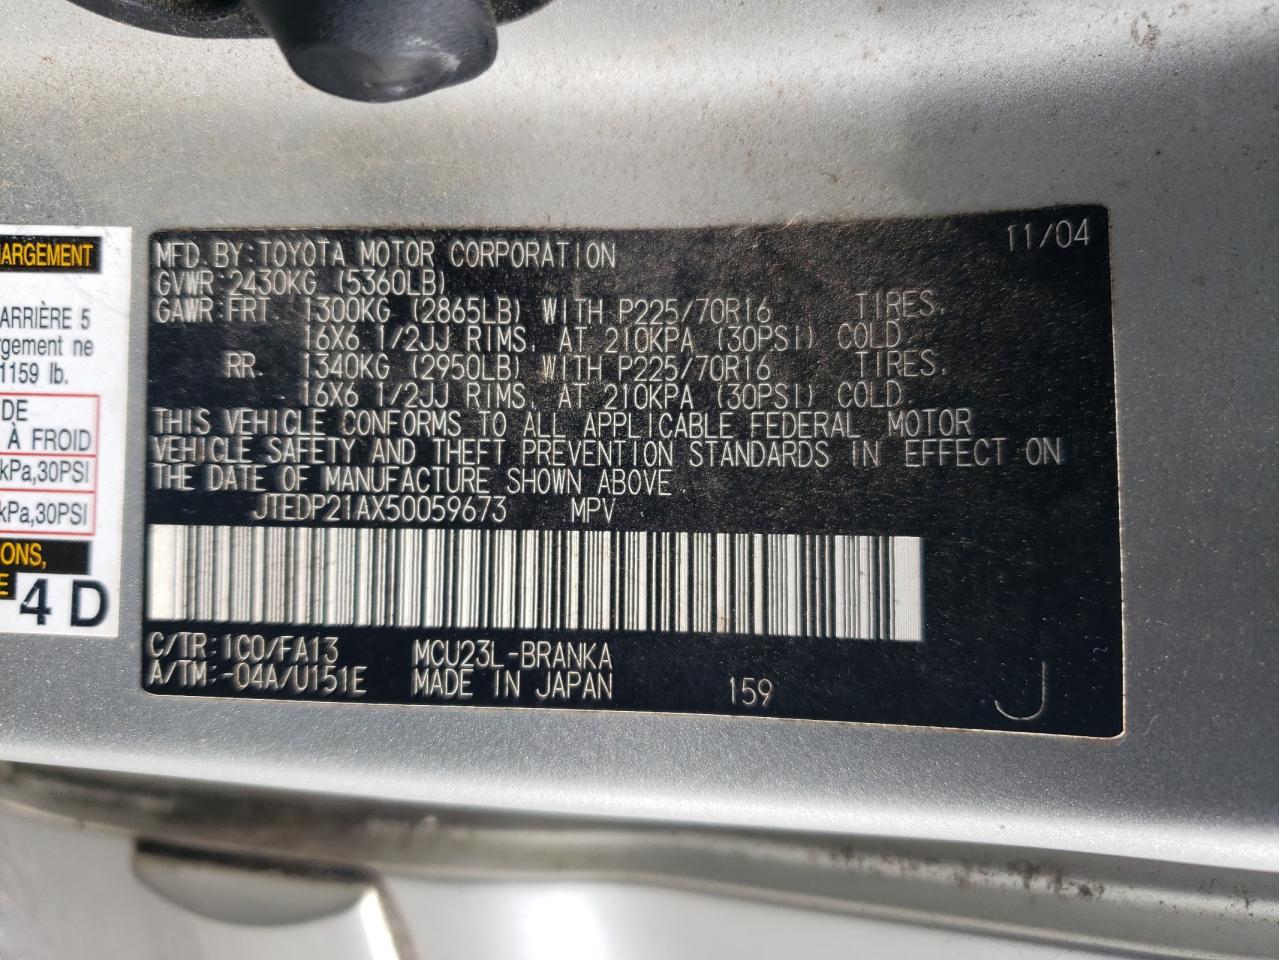 HARGEMENT
ARRIÈRE 5
rgement ne
1159 lb.
DE
À FROID
kPa,30PSI
kPa,30PSI
ONS,
E
4 D
11/04
MFD. BY: TOYOTA MOTOR CORPORATION
GVWR: 2430KG (5360LB)
GAWR: FRT. 1300KG (2865LB) WITH P225/70R16 TIRES.
16X6 1/2JJ RIMS. AT 210KPA (30PSI) COLD.
RR. 1340KG (2950LB) WITH P225/70R16 TIRES.
16X6 1/2JJ RIMS. AT 210KPA (30PSI) COLD.
THIS VEHICLE CONFORMS TO ALL APPLICABLE FEDERAL MOTOR
VEHICLE SAFETY AND THEFT PREVENTION STANDARDS IN EFFECT ON
THE DATE OF MANUFACTURE SHOWN ABOVE.
JTEDP21AX50059673 MPV
C/TR: 1C0/FA13 MCU23L-BRANKA
A/TM: -04A/U151E MADE IN JAPAN 159 J